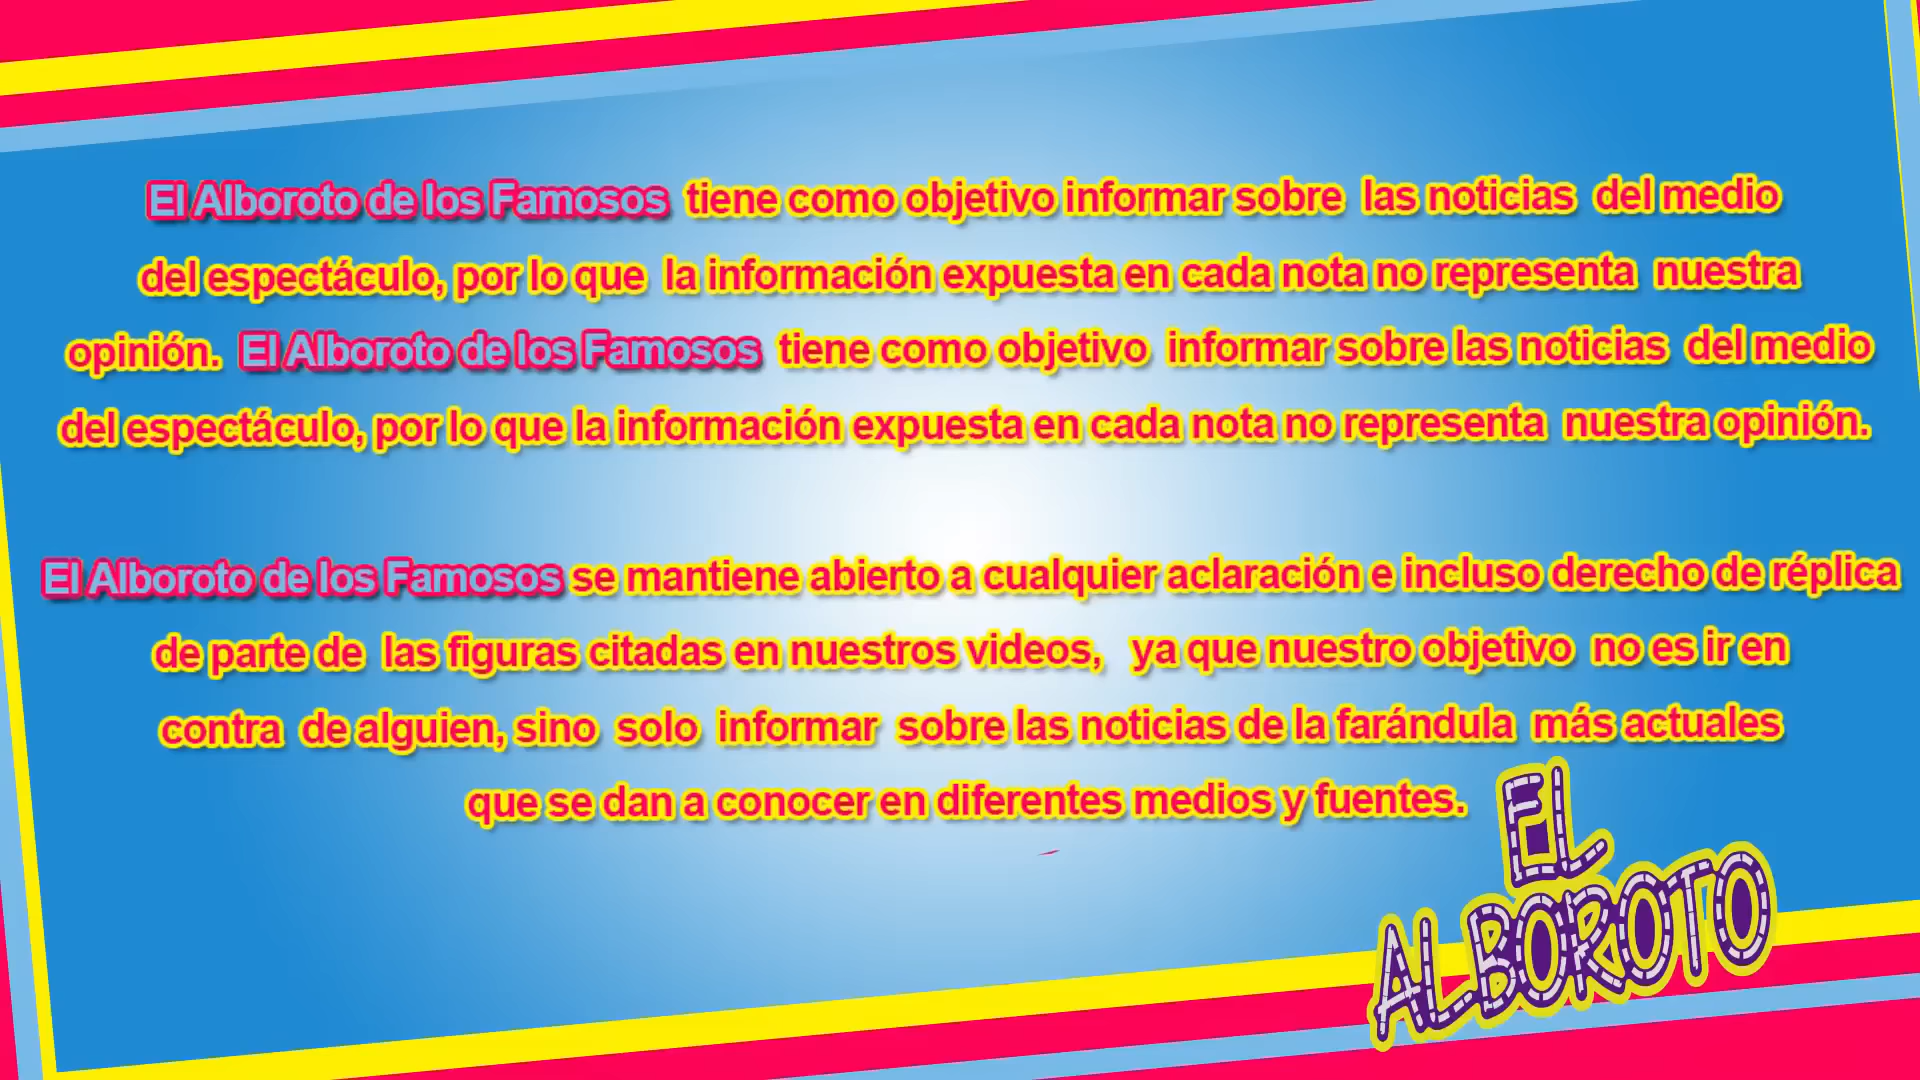 El Alboroto de los Famosos tiene como objetivo informar sobre las noticias del medio
del espectáculo, por lo que la información expuesta en cada nota no representa nuestra
opinión. El Alboroto de los Famosos tiene como objetivo informar sobre las noticias del medio
del espectáculo, por lo que la información expuesta en cada nota no representa nuestra opinión.
El Alboroto de los Famosos se mantiene abierto a cualquier aclaración e incluso derecho de réplica
de parte de las figuras citadas en nuestros videos, ya que nuestro objetivo no es ir en
contra de alguien, sino solo informar sobre las noticias de la farándula más actuales
que se dan a conocer en diferentes medios y fuentes.
EL
ALBOROTO